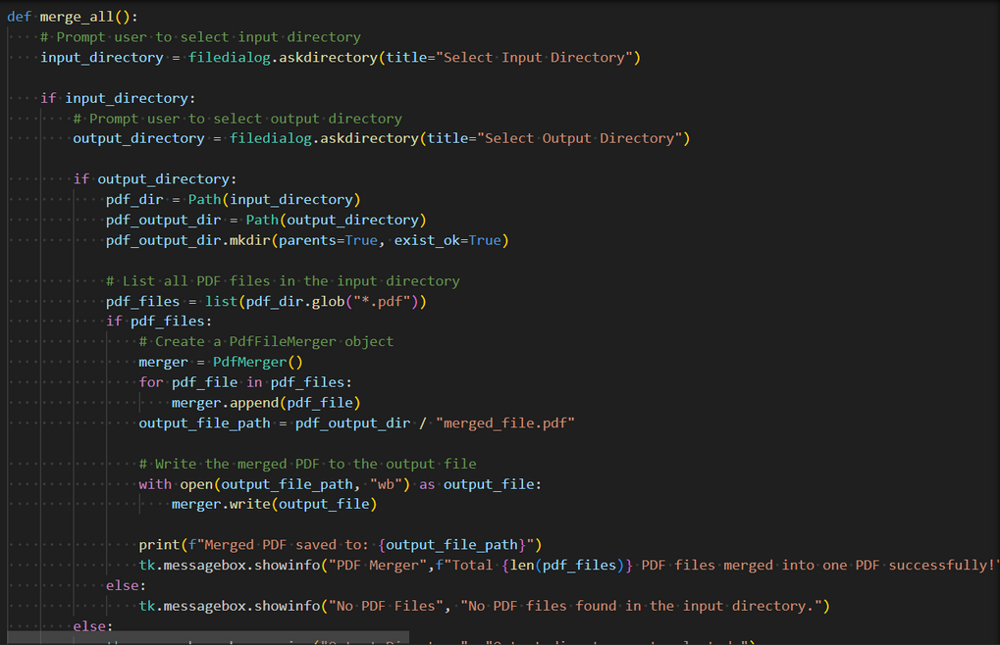 def merge_all():
    # Prompt user to select input directory
    input_directory = filedialog.askdirectory(title="Select Input Directory")

    if input_directory:
        # Prompt user to select output directory
        output_directory = filedialog.askdirectory(title="Select Output Directory")

        if output_directory:
            pdf_dir = Path(input_directory)
            pdf_output_dir = Path(output_directory)
            pdf_output_dir.mkdir(parents=True, exist_ok=True)

            # List all PDF files in the input directory
            pdf_files = list(pdf_dir.glob("*.pdf"))
            if pdf_files:
                # Create a PdfFileMerger object
                merger = PdfMerger()
                for pdf_file in pdf_files:
                    merger.append(pdf_file)
                output_file_path = pdf_output_dir / "merged_file.pdf"

                # Write the merged PDF to the output file
                with open(output_file_path, "wb") as output_file:
                    merger.write(output_file)

                print(f"Merged PDF saved to: {output_file_path}")
                tk.messagebox.showinfo("PDF Merger",f"Total {len(pdf_files)} PDF files merged into one PDF successfully!"
            else:
                tk.messagebox.showinfo("No PDF Files", "No PDF files found in the input directory.")
        else: